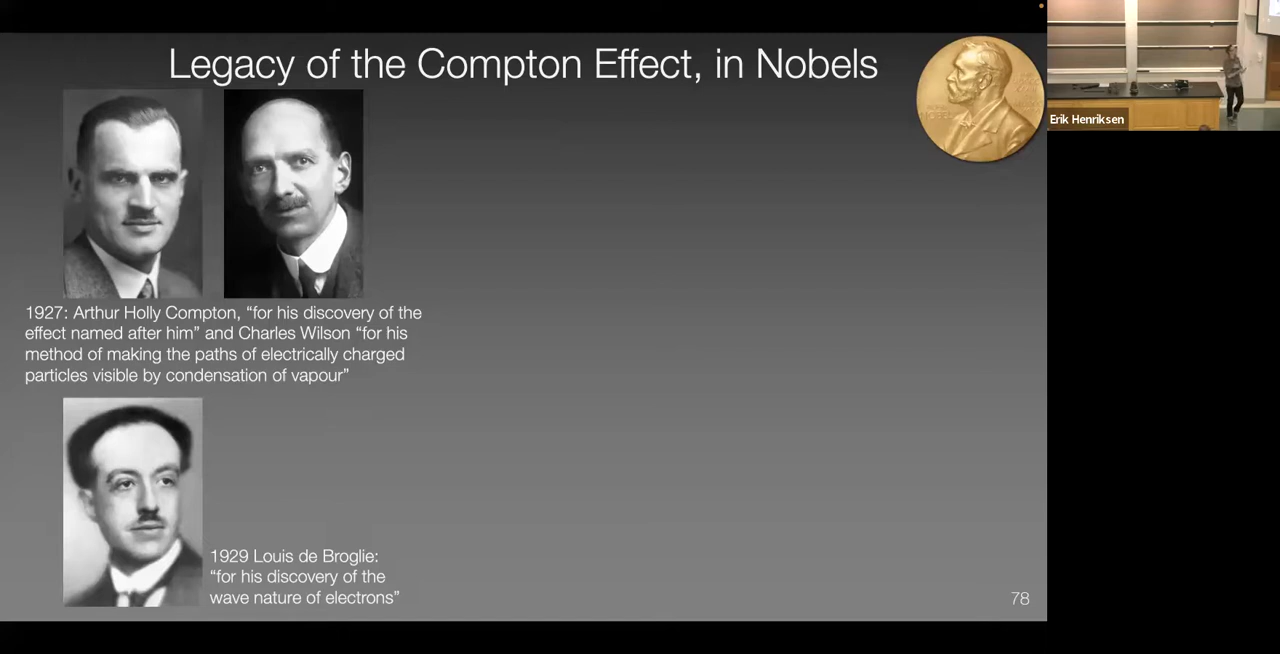 Legacy of the Compton Effect, in Nobels
Erik Henriksen
1927: Arthur Holly Compton, “for his discovery of the
effect named after him” and Charles Wilson “for his
method of making the paths of electrically charged
particles visible by condensation of vapour”
1929 Louis de Broglie:
“for his discovery of the
wave nature of electrons”
78